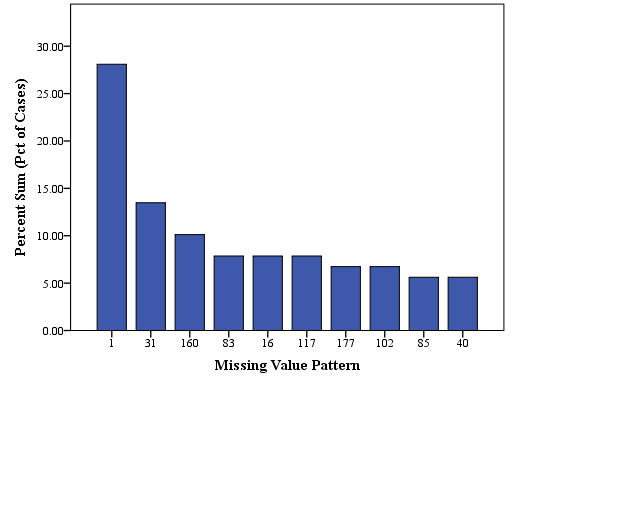 Percent Sum (Pct of Cases)
30.00
25.00
20.00
15.00
10.00
5.00
0.00
1 31 160 83 16 117 177 102 85 40
Missing Value Pattern